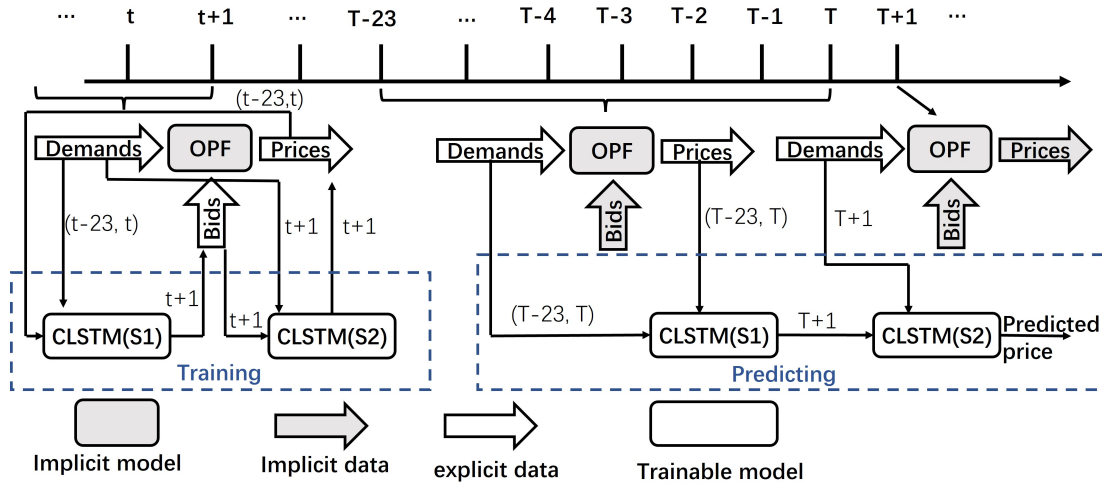 ... t t+1 ... T-23 ... T-4 T-3 T-2 T-1 T T+1 ...
(t-23,t)
Demands OPF Prices Demands OPF Prices Demands OPF Prices
Bids Bids Bids
(t-23, t) t+1 t+1 (T-23, T) T+1
t+1 t+1 (T-23, T) T+1
CLSTM(S1) CLSTM(S2) CLSTM(S1) CLSTM(S2) Predicted
price
Training Predicting
Implicit model Implicit data explicit data Trainable model